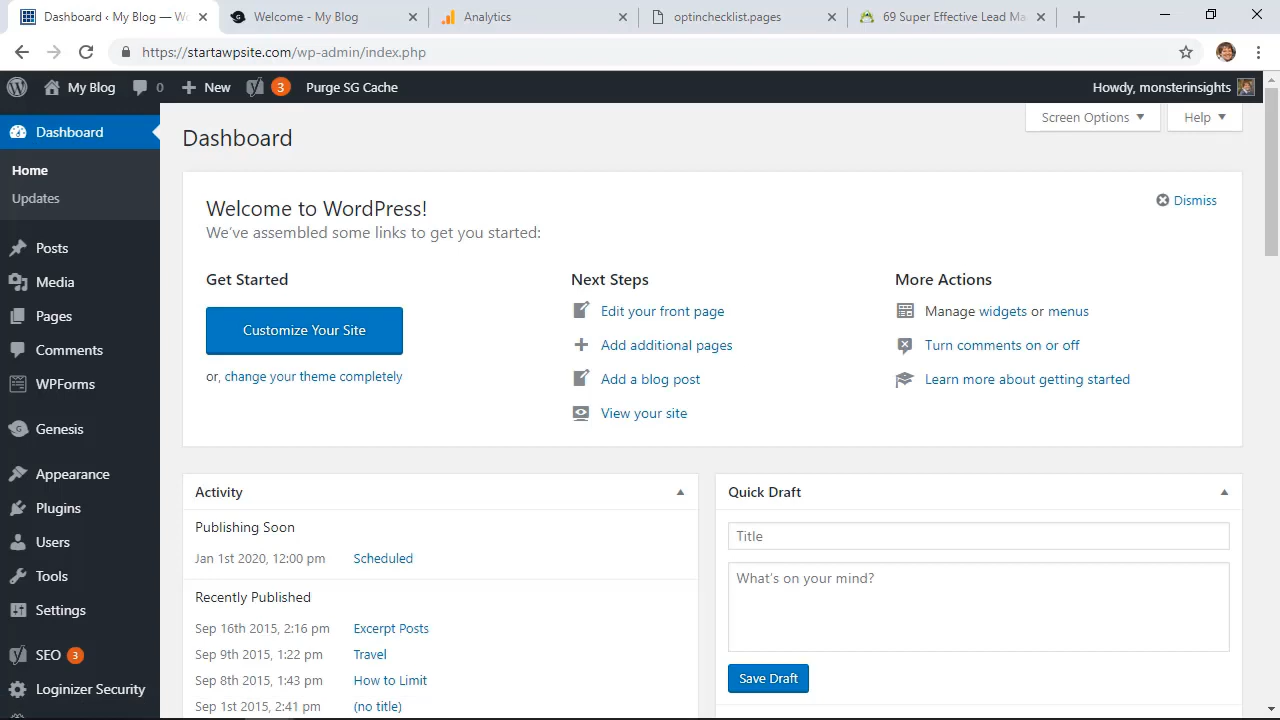 Dashboard ‹ My Blog — Wo
Welcome - My Blog
Analytics
optinchecklist.pages
69 Super Effective Lead Ma
https://startawpsite.com/wp-admin/index.php
My Blog
0
New
3
Purge SG Cache
Howdy, monsterinsights
Dashboard
Home
Updates
Posts
Media
Pages
Comments
WPForms
Genesis
Appearance
Plugins
Users
Tools
Settings
SEO 3
Loginizer Security
Screen Options
Help
Dashboard
Welcome to WordPress!
We've assembled some links to get you started:
Dismiss
Get Started
Customize Your Site
or, change your theme completely
Next Steps
Edit your front page
Add additional pages
Add a blog post
View your site
More Actions
Manage widgets or menus
Turn comments on or off
Learn more about getting started
Activity
Publishing Soon
Jan 1st 2020, 12:00 pm Scheduled
Recently Published
Sep 16th 2015, 2:16 pm Excerpt Posts
Sep 9th 2015, 1:22 pm Travel
Sep 8th 2015, 1:43 pm How to Limit
Sep 1st 2015, 2:41 pm (no title)
Quick Draft
Title
What's on your mind?
Save Draft